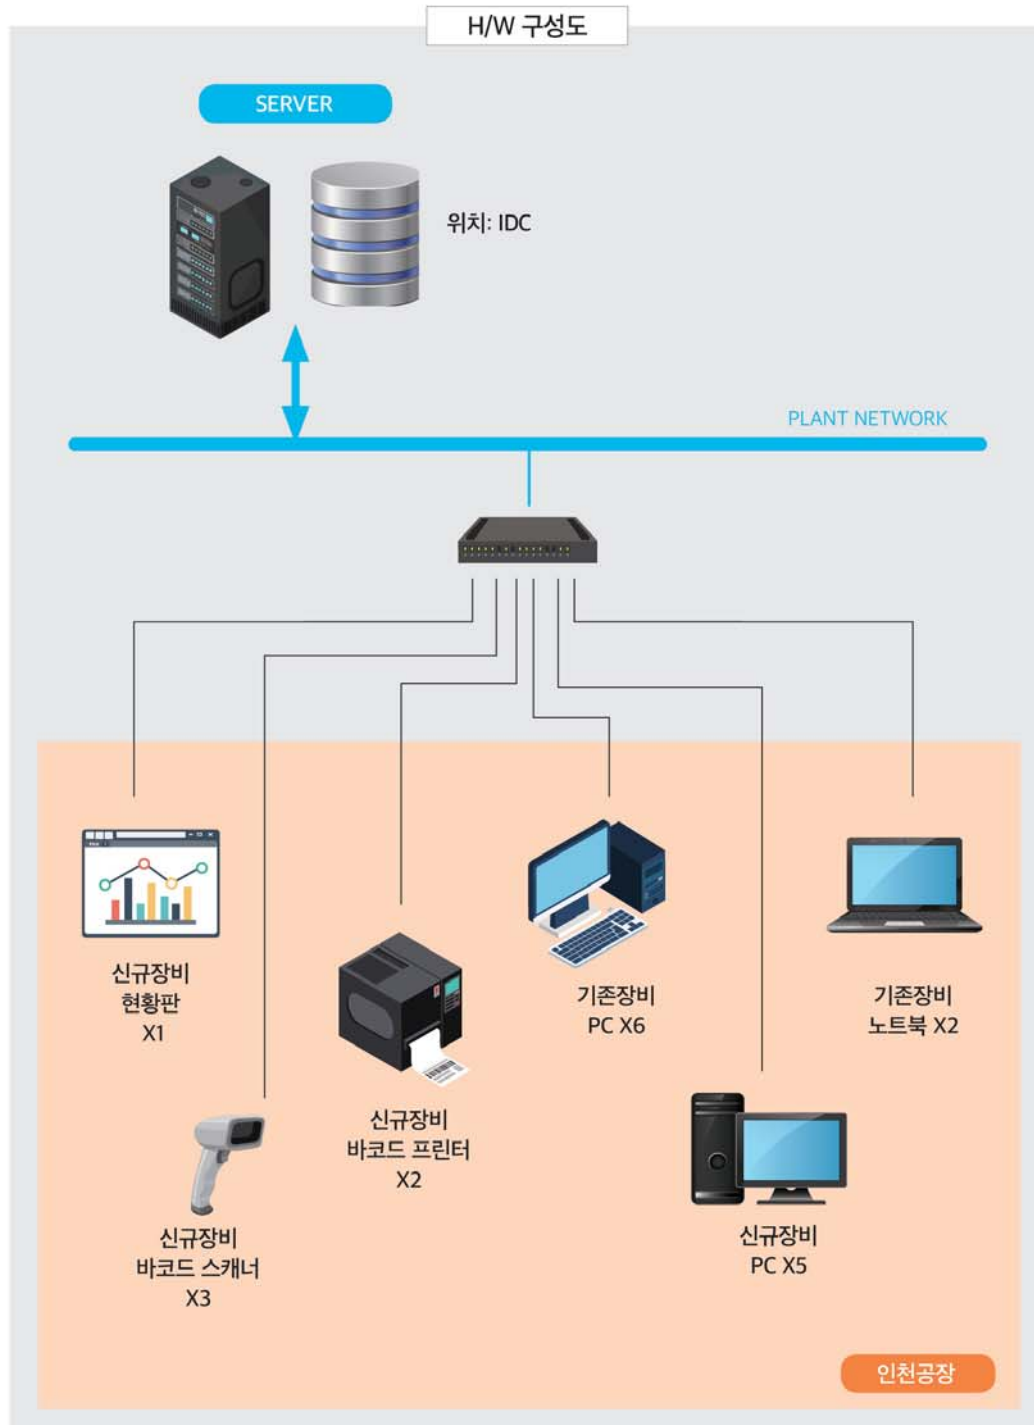 H/W 구성도
SERVER
위치: IDC
PLANT NETWORK
신규장비
현황판
X1
신규장비
바코드 스캐너
X3
신규장비
바코드 프린터
X2
기존장비
PC X6
신규장비
PC X5
기존장비
노트북 X2
인천공장